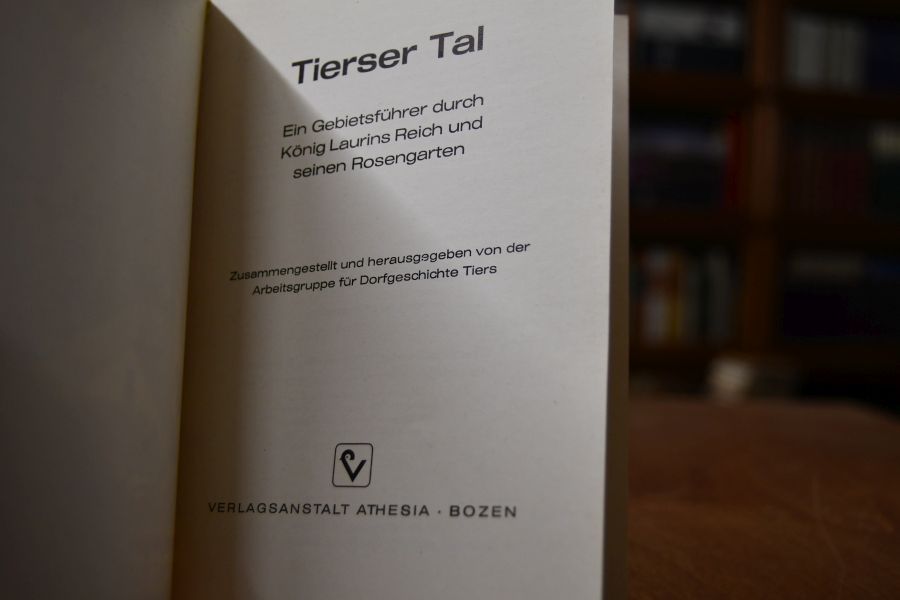 Tierser Tal
Ein Gebietsführer durch
König Laurins Reich und
seinen Rosengarten
Zusammengestellt und herausgegeben von der
Arbeitsgruppe für Dorfgeschichte Tiers
VERLAGSANSTALT ATHESIA · BOZEN